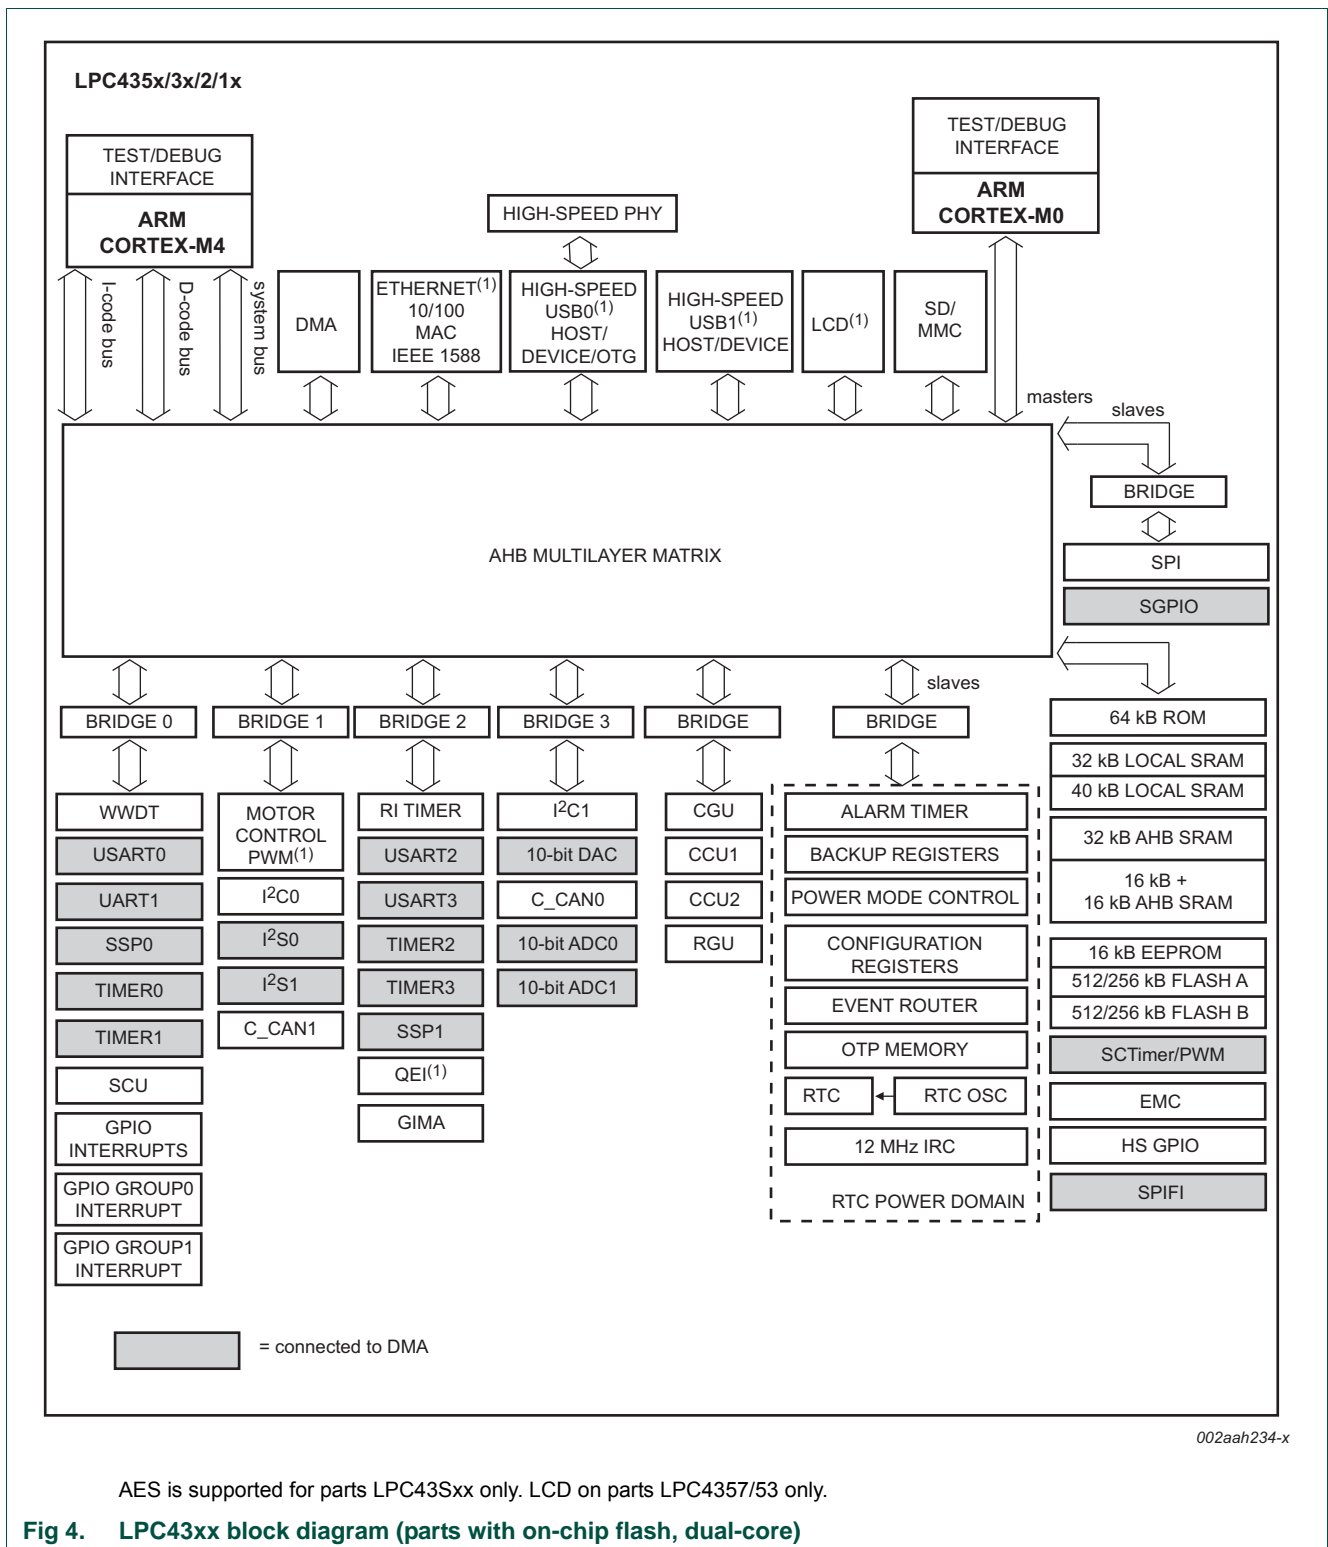 LPC435x/3x/2/1x
TEST/DEBUG
INTERFACE
ARM
CORTEX-M4
TEST/DEBUG
INTERFACE
ARM
CORTEX-M0
HIGH-SPEED PHY
I-code bus
D-code bus
system bus
DMA
ETHERNET(1)
10/100
MAC
IEEE 1588
HIGH-SPEED
USB0(1)
HOST/
DEVICE/OTG
HIGH-SPEED
USB1(1)
HOST/DEVICE
LCD(1)
SD/
MMC
masters
slaves
BRIDGE
SPI
SGPIO
AHB MULTILAYER MATRIX
slaves
BRIDGE 0
BRIDGE 1
BRIDGE 2
BRIDGE 3
BRIDGE
BRIDGE
WWDT
USART0
UART1
SSP0
TIMER0
TIMER1
SCU
GPIO
INTERRUPTS
GPIO GROUP0
INTERRUPT
GPIO GROUP1
INTERRUPT
MOTOR
CONTROL
PWM(1)
I2C0
I2S0
I2S1
C_CAN1
RI TIMER
USART2
USART3
TIMER2
TIMER3
SSP1
QEI(1)
GIMA
I2C1
10-bit DAC
C_CAN0
10-bit ADC0
10-bit ADC1
CGU
CCU1
CCU2
RGU
ALARM TIMER
BACKUP REGISTERS
POWER MODE CONTROL
CONFIGURATION
REGISTERS
EVENT ROUTER
OTP MEMORY
RTC
RTC OSC
12 MHz IRC
RTC POWER DOMAIN
64 kB ROM
32 kB LOCAL SRAM
40 kB LOCAL SRAM
32 kB AHB SRAM
16 kB +
16 kB AHB SRAM
16 kB EEPROM
512/256 kB FLASH A
512/256 kB FLASH B
SCTimer/PWM
EMC
HS GPIO
SPIFI
= connected to DMA
002aah234-x
AES is supported for parts LPC43Sxx only. LCD on parts LPC4357/53 only.
Fig 4. LPC43xx block diagram (parts with on-chip flash, dual-core)